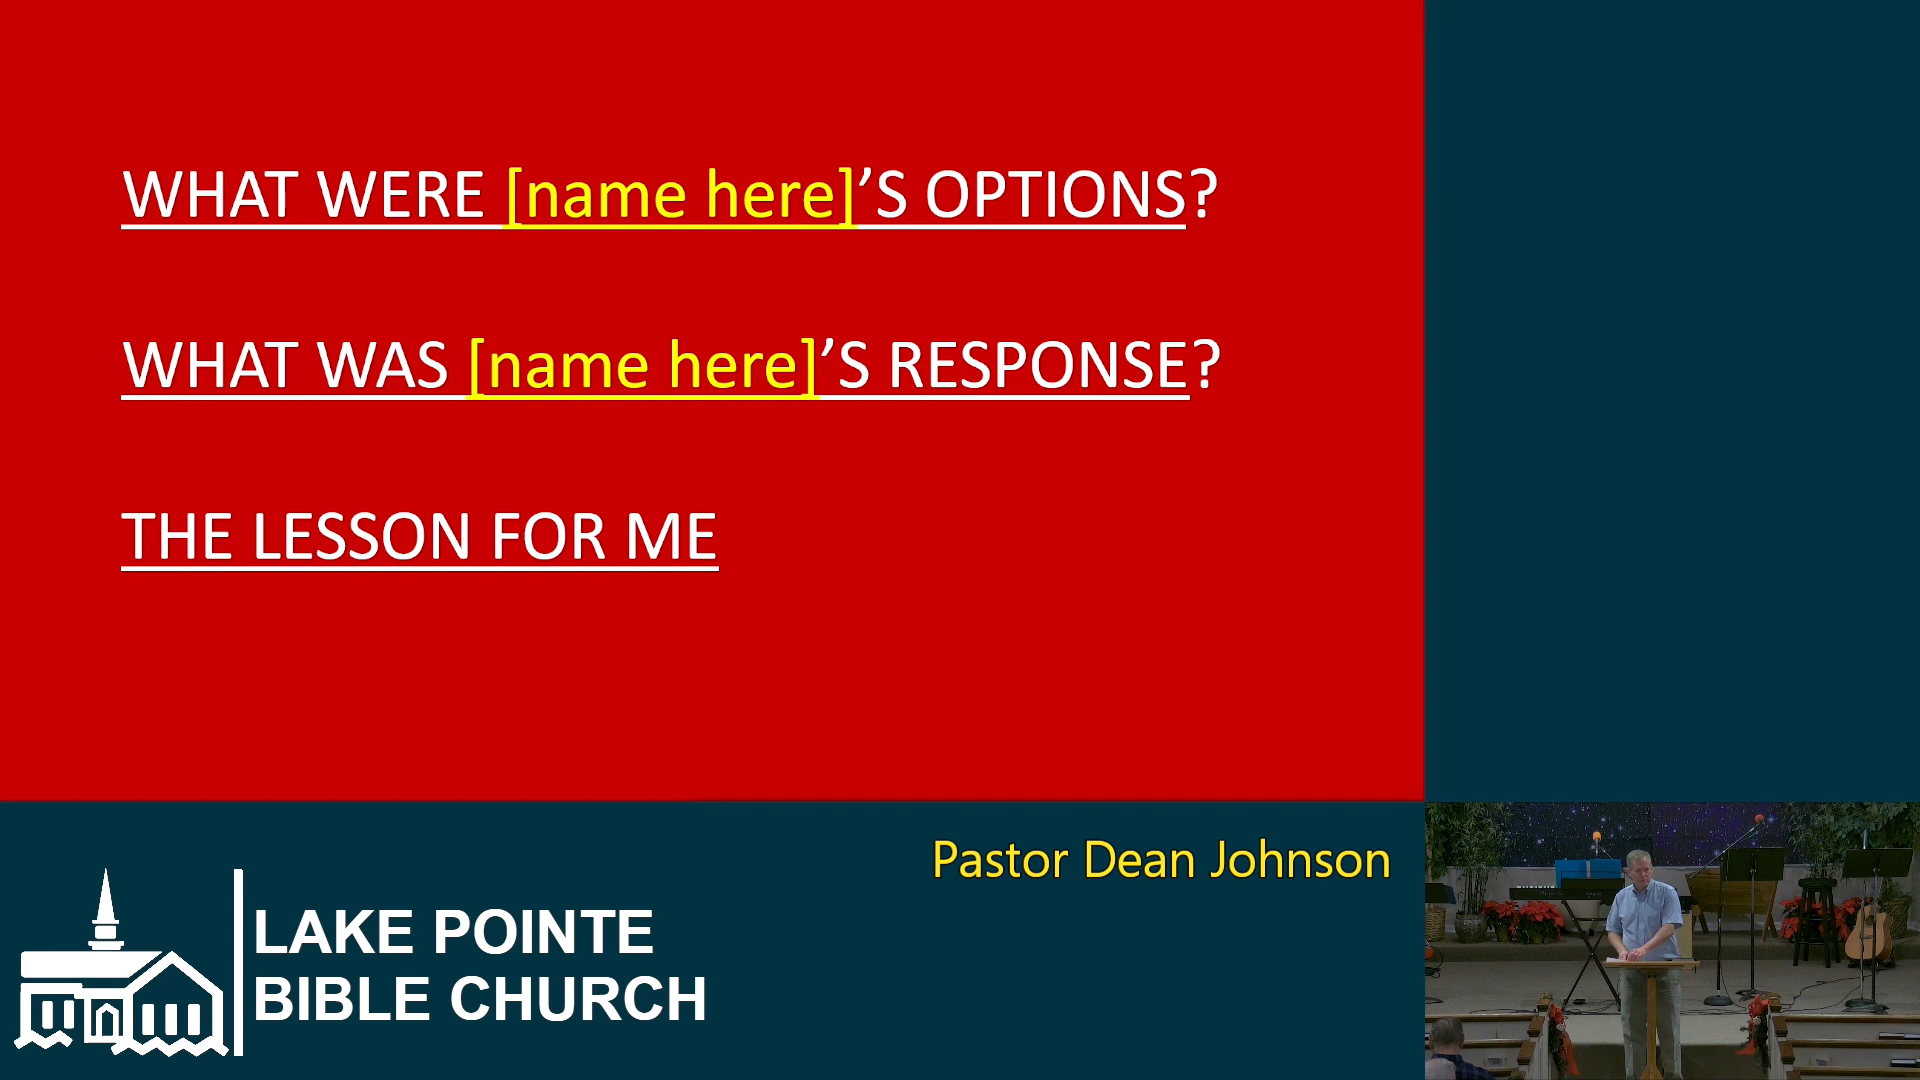 WHAT WERE [name here]’S OPTIONS?
WHAT WAS [name here]’S RESPONSE?
THE LESSON FOR ME
Pastor Dean Johnson
LAKE POINTE
BIBLE CHURCH